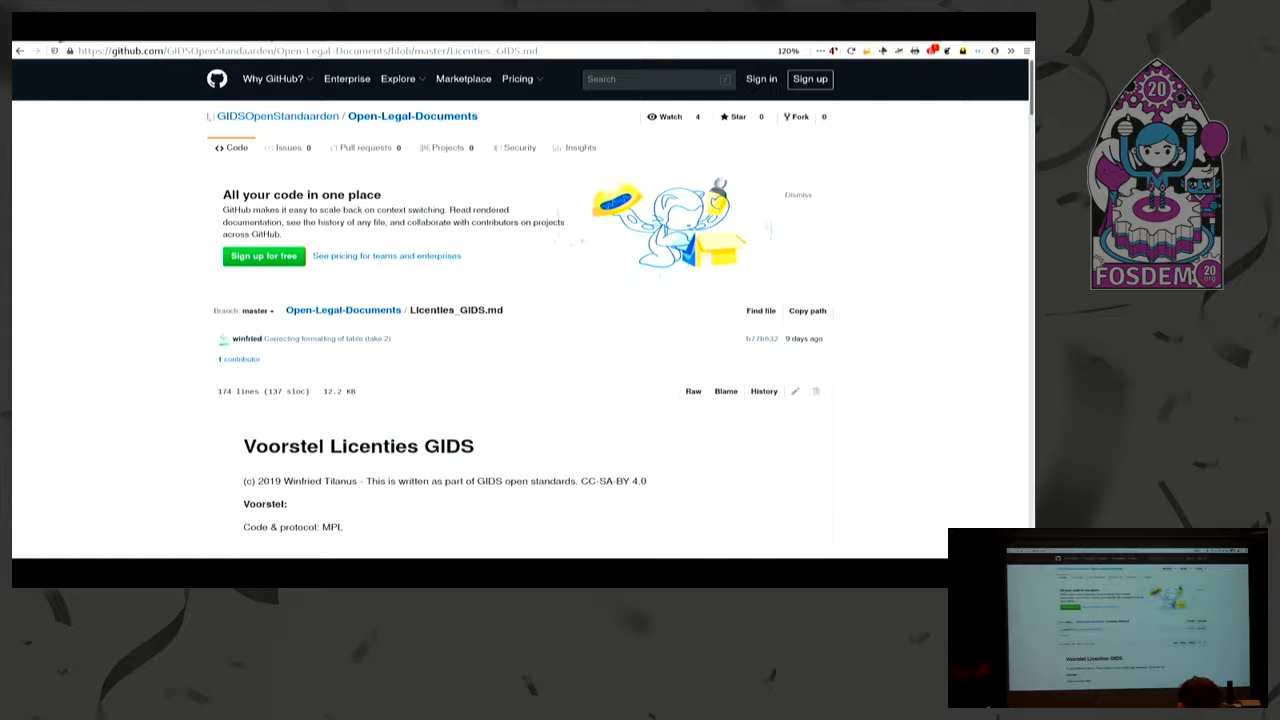 https://github.com/GIDSOpenStandaarden/Open-Legal-Documents/blob/master/Licenties_GIDS.md
120%
Why GitHub?
Enterprise
Explore
Marketplace
Pricing
Search
Sign in
Sign up
GIDSOpenStandaarden / Open-Legal-Documents
Watch 4
Star 0
Fork 0
Code
Issues 0
Pull requests 0
Projects 0
Security
Insights
All your code in one place
Dismiss
GitHub makes it easy to scale back on context switching. Read rendered
documentation, see the history of any file, and collaborate with contributors on projects
across GitHub.
Sign up for free
See pricing for teams and enterprises
Branch: master
Open-Legal-Documents / Licenties_GIDS.md
Find file
Copy path
winfried Correcting formatting of table (take 2)
b77b832 9 days ago
1 contributor
174 lines (137 sloc) 12.2 KB
Raw
Blame
History
Voorstel Licenties GIDS
(c) 2019 Winfried Tilanus - This is written as part of GIDS open standards. CC-SA-BY 4.0
Voorstel:
Code & protocol: MPL
20
FOSDEM
20
.org
Voorstel Licenties GIDS